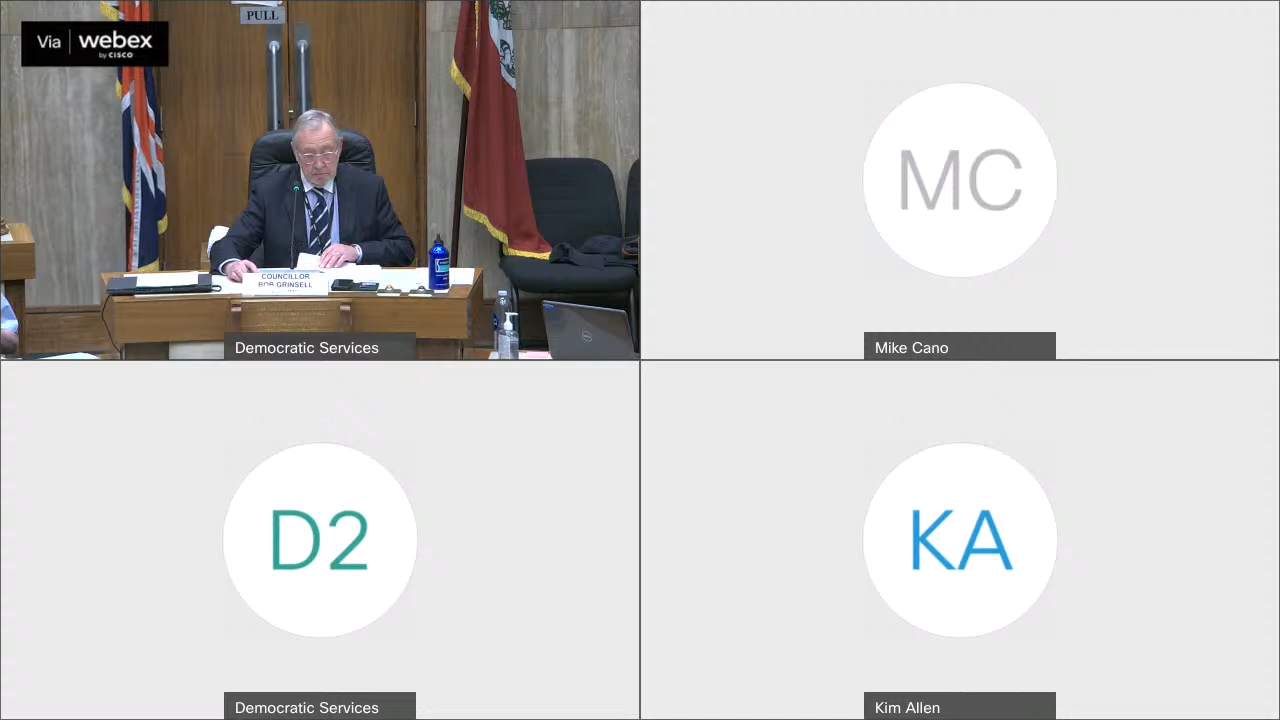 PULL
Via webex
by CISCO
COUNCILLOR
BOB GRINSELL
Democratic Services
MC
Mike Cano
D2
Democratic Services
KA
Kim Allen